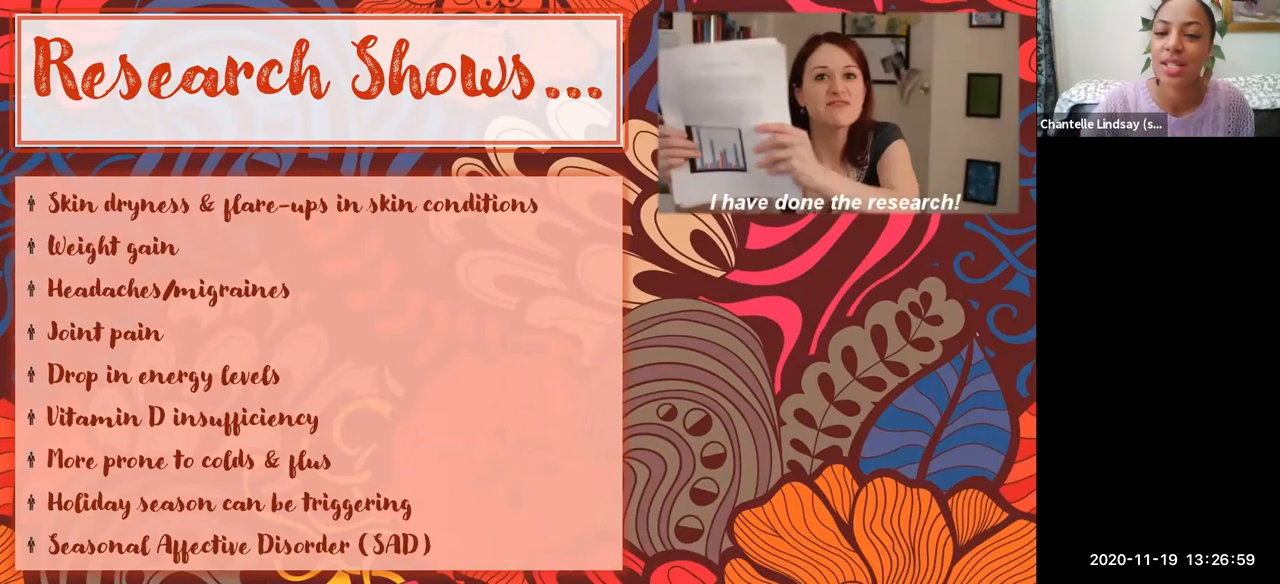 Research Shows...
Skin dryness & flare-ups in skin conditions
Weight gain
Headaches/migraines
Joint pain
Drop in energy levels
Vitamin D insufficiency
More prone to colds & flus
Holiday season can be triggering
Seasonal Affective Disorder (SAD)
I have done the research!
Chantelle Lindsay (s...
2020-11-19 13:26:59